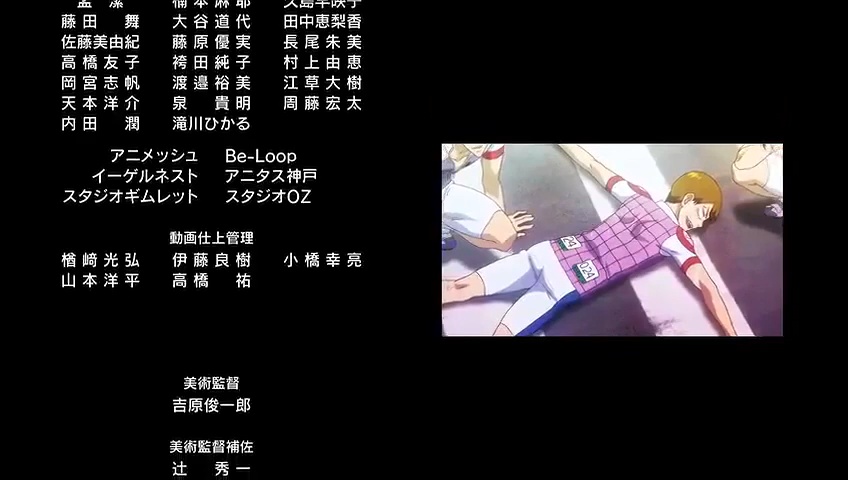 藤田　舞　大谷道代　田中恵梨香
佐藤美由紀　藤原優実　長尾朱美
高橋友子　袴田純子　村上由恵
岡宮志帆　渡邉裕美　江草大樹
天本洋介　泉　貴明　周藤宏太
内田　潤　滝川ひかる
アニメッシュ　Be-Loop
イーゲルネスト　アニタス神戸
スタジオギムレット　スタジオOZ
動画仕上管理
楢﨑光弘　伊藤良樹　小橋幸亮
山本洋平　高橋　祐
024
024
美術監督
吉原俊一郎
美術監督補佐
辻　秀一